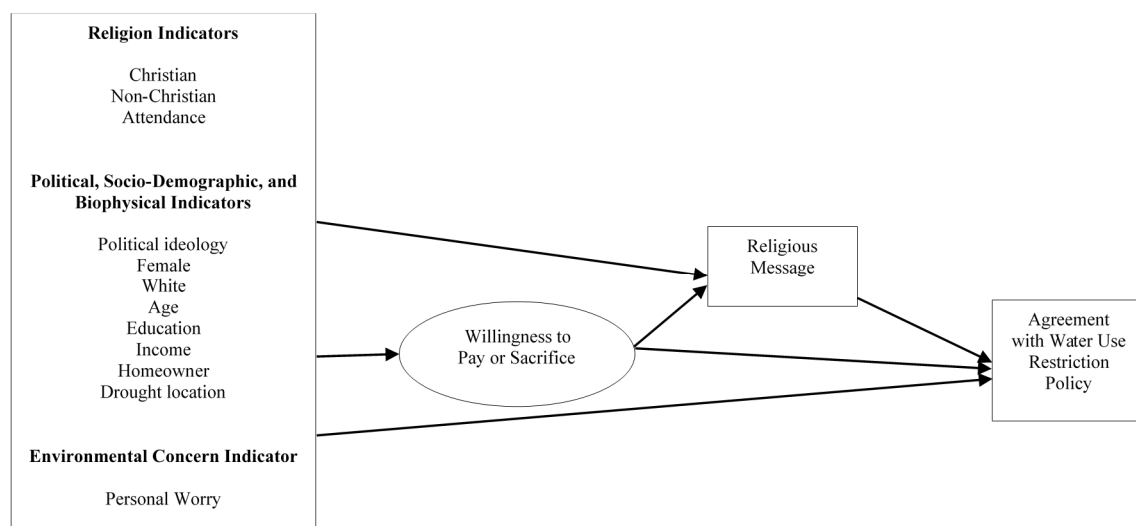 Religion Indicators
Christian
Non-Christian
Attendance
Political, Socio-Demographic, and
Biophysical Indicators
Political ideology
Female
White
Age
Education
Income
Homeowner
Drought location
Environmental Concern Indicator
Personal Worry
Willingness to
Pay or Sacrifice
Religious
Message
Agreement
with Water Use
Restriction
Policy